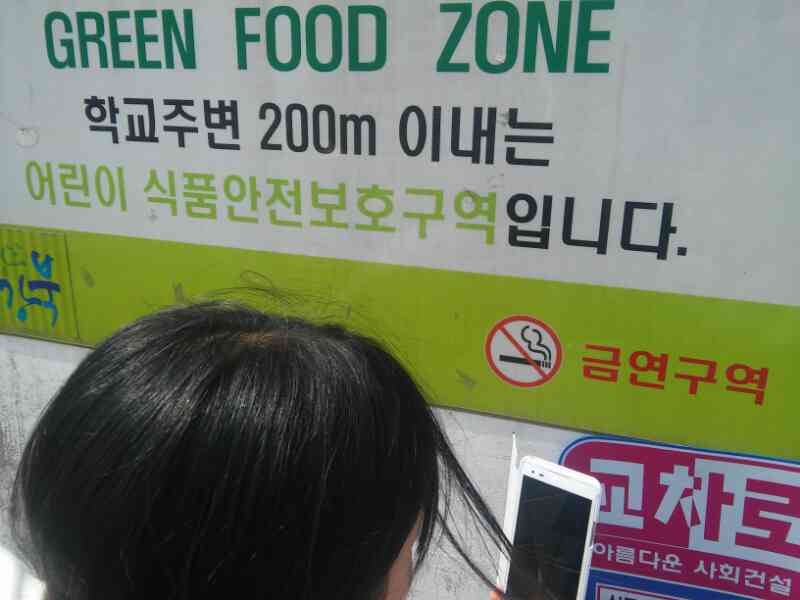 GREEN FOOD ZONE
학교주변 200m 이내는
어린이 식품안전보호구역입니다.
금연구역
교차로
아름다운 사회건설